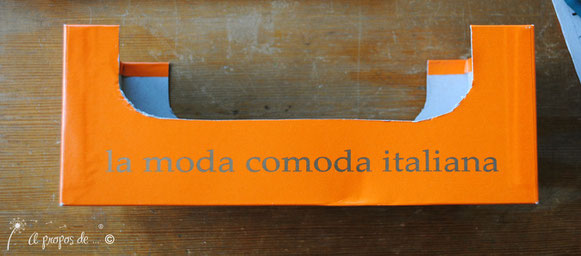 la moda comoda italiana
A propos de ... ©